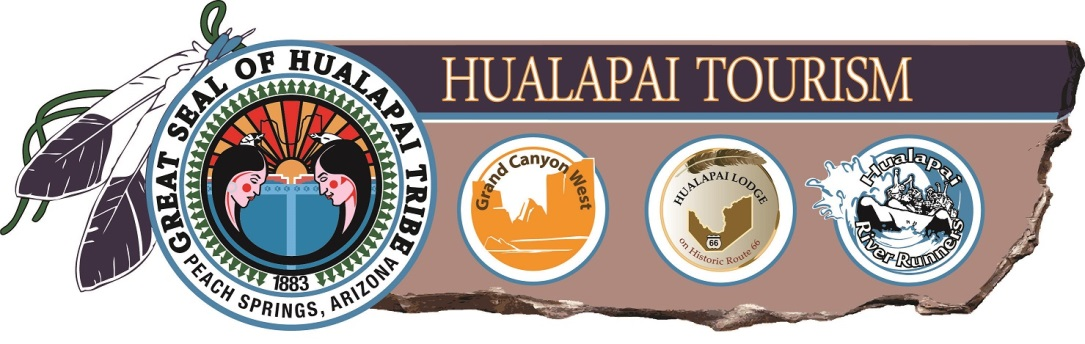 GREAT SEAL OF HUALAPAI TRIBE
1883
PEACH SPRINGS, ARIZONA
HUALAPAI TOURISM
Grand Canyon West
HUALAPAI LODGE
66
on Historic Route 66
Hualapai
River Runners